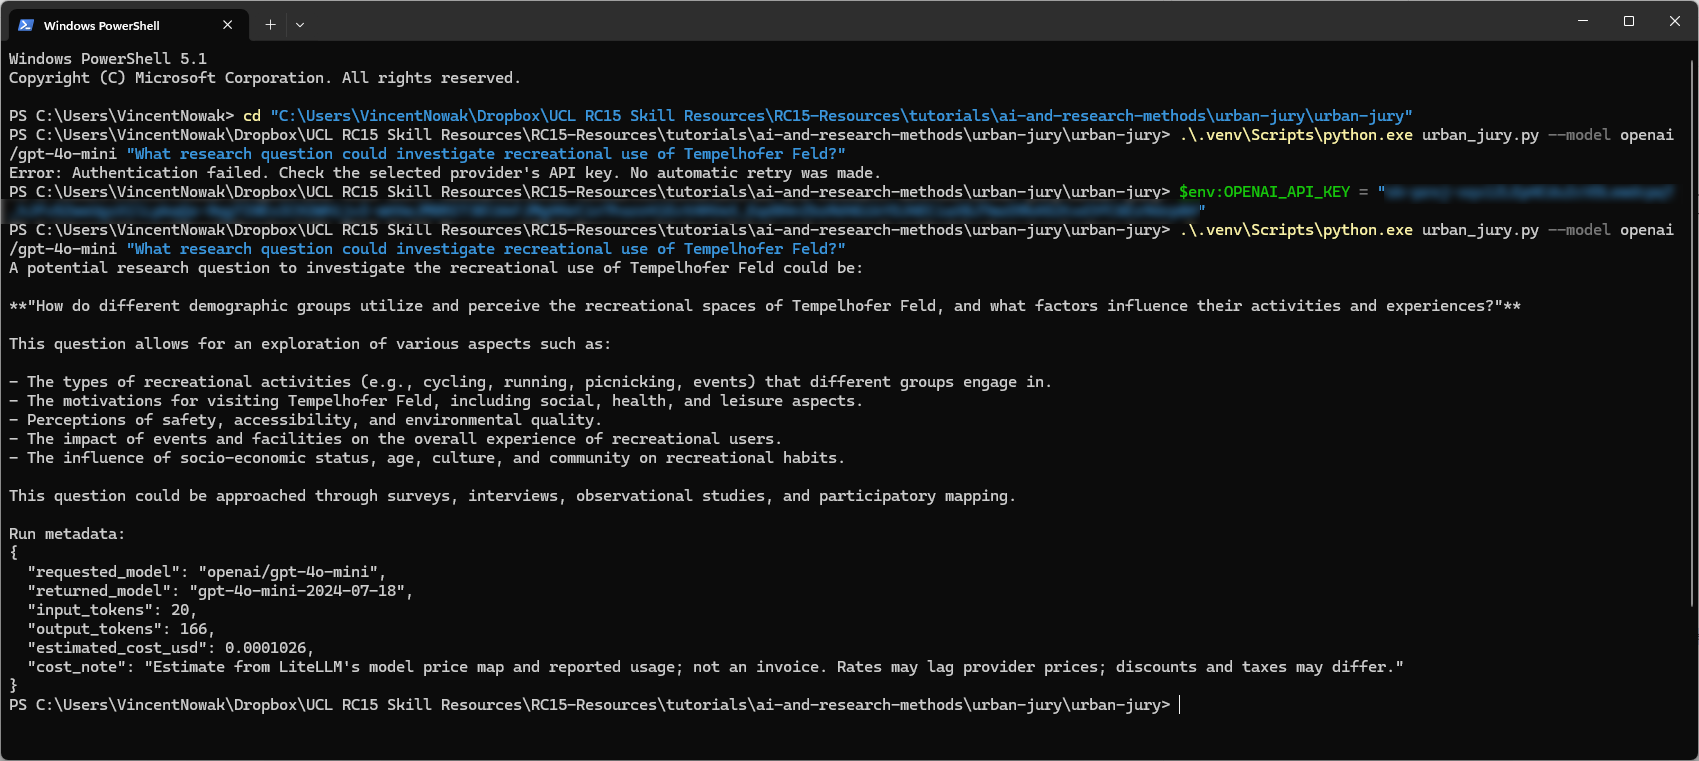 Windows PowerShell
Windows PowerShell 5.1
Copyright (C) Microsoft Corporation. All rights reserved.
PS C:\Users\VincentNowak> cd "C:\Users\VincentNowak\Dropbox\UCL RC15 Skill Resources\RC15-Resources\tutorials\ai-and-research-methods\urban-jury\urban-jury"
PS C:\Users\VincentNowak\Dropbox\UCL RC15 Skill Resources\RC15-Resources\tutorials\ai-and-research-methods\urban-jury\urban-jury> .\.venv\Scripts\python.exe urban_jury.py --model openai
/gpt-4o-mini "What research question could investigate recreational use of Tempelhofer Feld?"
Error: Authentication failed. Check the selected provider's API key. No automatic retry was made.
PS C:\Users\VincentNowak\Dropbox\UCL RC15 Skill Resources\RC15-Resources\tutorials\ai-and-research-methods\urban-jury\urban-jury> $env:OPENAI_API_KEY = "
"
PS C:\Users\VincentNowak\Dropbox\UCL RC15 Skill Resources\RC15-Resources\tutorials\ai-and-research-methods\urban-jury\urban-jury> .\.venv\Scripts\python.exe urban_jury.py --model openai
/gpt-4o-mini "What research question could investigate recreational use of Tempelhofer Feld?"
A potential research question to investigate the recreational use of Tempelhofer Feld could be:
**"How do different demographic groups utilize and perceive the recreational spaces of Tempelhofer Feld, and what factors influence their activities and experiences?"**
This question allows for an exploration of various aspects such as:
- The types of recreational activities (e.g., cycling, running, picnicking, events) that different groups engage in.
- The motivations for visiting Tempelhofer Feld, including social, health, and leisure aspects.
- Perceptions of safety, accessibility, and environmental quality.
- The impact of events and facilities on the overall experience of recreational users.
- The influence of socio-economic status, age, culture, and community on recreational habits.
This question could be approached through surveys, interviews, observational studies, and participatory mapping.
Run metadata:
{
  "requested_model": "openai/gpt-4o-mini",
  "returned_model": "gpt-4o-mini-2024-07-18",
  "input_tokens": 20,
  "output_tokens": 166,
  "estimated_cost_usd": 0.0001026,
  "cost_note": "Estimate from LiteLLM's model price map and reported usage; not an invoice. Rates may lag provider prices; discounts and taxes may differ."
}
PS C:\Users\VincentNowak\Dropbox\UCL RC15 Skill Resources\RC15-Resources\tutorials\ai-and-research-methods\urban-jury\urban-jury>